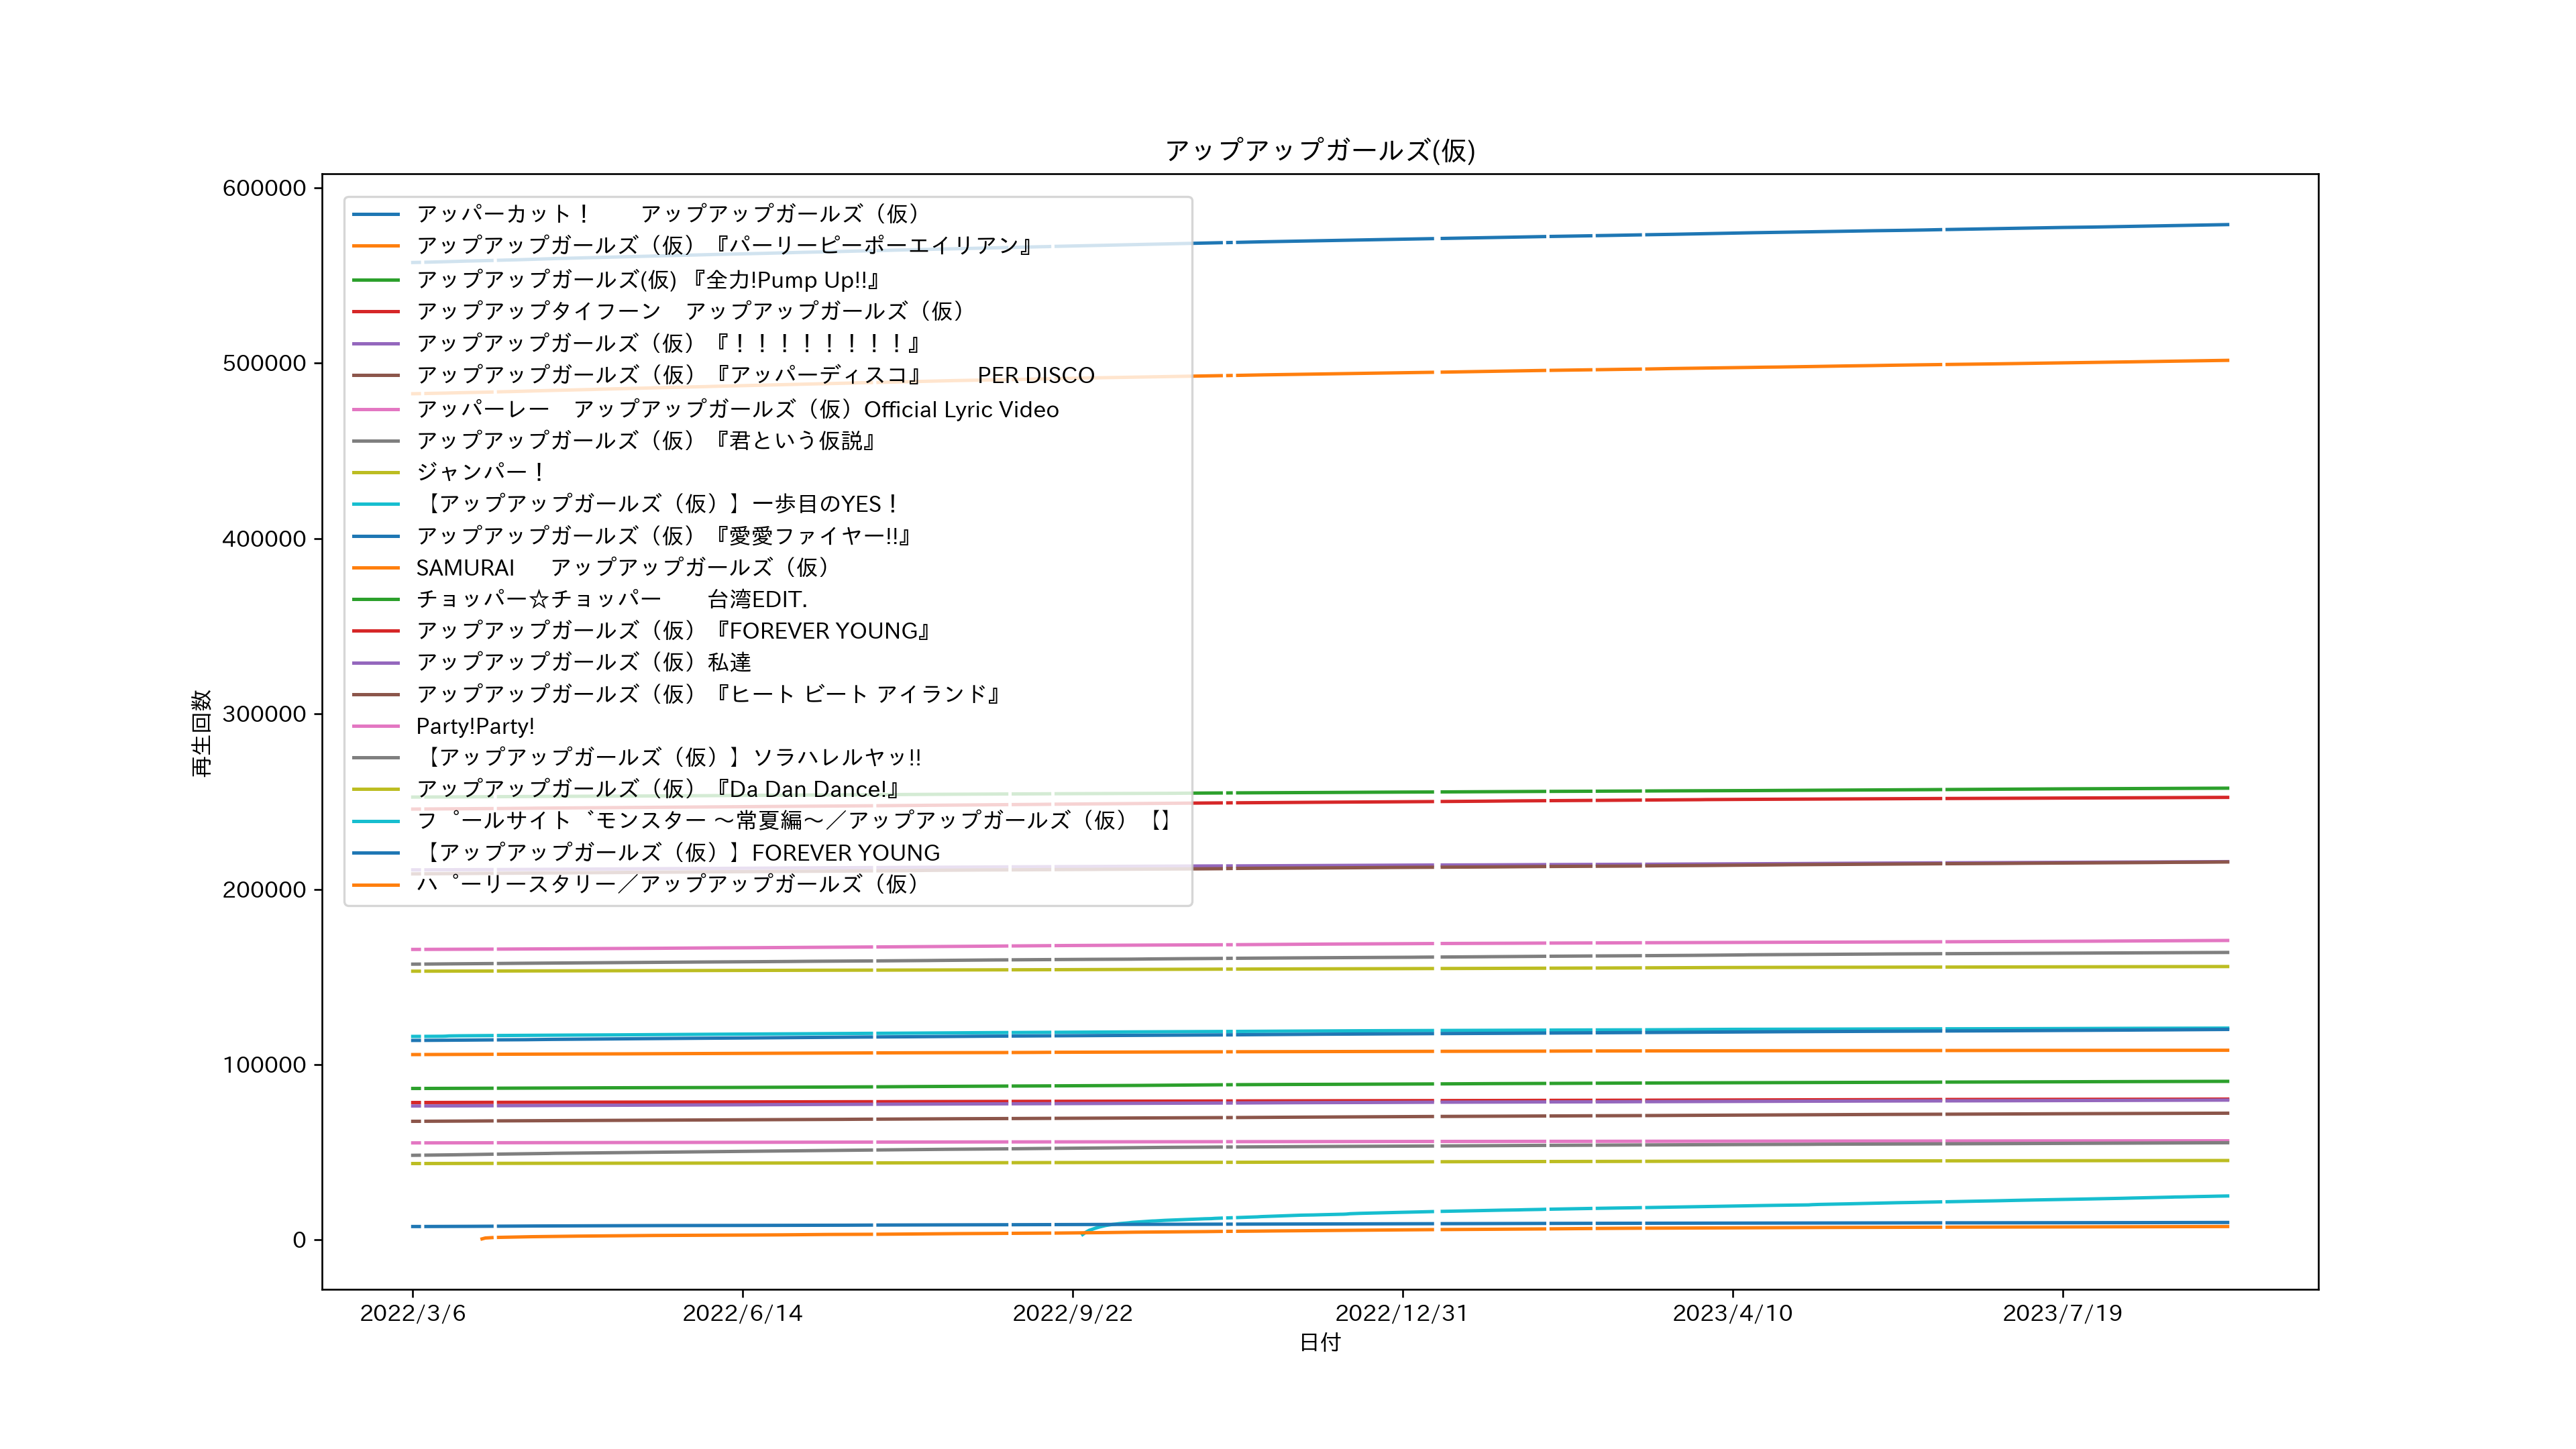 アップアップガールズ(仮)
600000
500000
400000
300000
200000
100000
0
再生回数
アッパーカット！　　アップアップガールズ（仮）
アップアップガールズ（仮）『パーリーピーポーエイリアン』
アップアップガールズ(仮) 『全力!Pump Up!!』
アップアップタイフーン　アップアップガールズ（仮）
アップアップガールズ（仮）『！！！！！！！！』
アップアップガールズ（仮）『アッパーディスコ』　　PER DISCO
アッパーレー　アップアップガールズ（仮）Official Lyric Video
アップアップガールズ（仮）『君という仮説』
ジャンパー！
【アップアップガールズ（仮）】一歩目のYES！
アップアップガールズ（仮）『愛愛ファイヤー!!』
SAMURAI　 アップアップガールズ（仮）
チョッパー☆チョッパー　　台湾EDIT.
アップアップガールズ（仮）『FOREVER YOUNG』
アップアップガールズ（仮）私達
アップアップガールズ（仮）『ヒート ビート アイランド』
Party!Party!
【アップアップガールズ（仮）】ソラハレルヤッ!!
アップアップガールズ（仮）『Da Dan Dance!』
プールサイドモンスター 〜常夏編〜／アップアップガールズ（仮）【】
【アップアップガールズ（仮）】FOREVER YOUNG
パーリースタリー／アップアップガールズ（仮）
2022/3/6
2022/6/14
2022/9/22
2022/12/31
2023/4/10
2023/7/19
日付